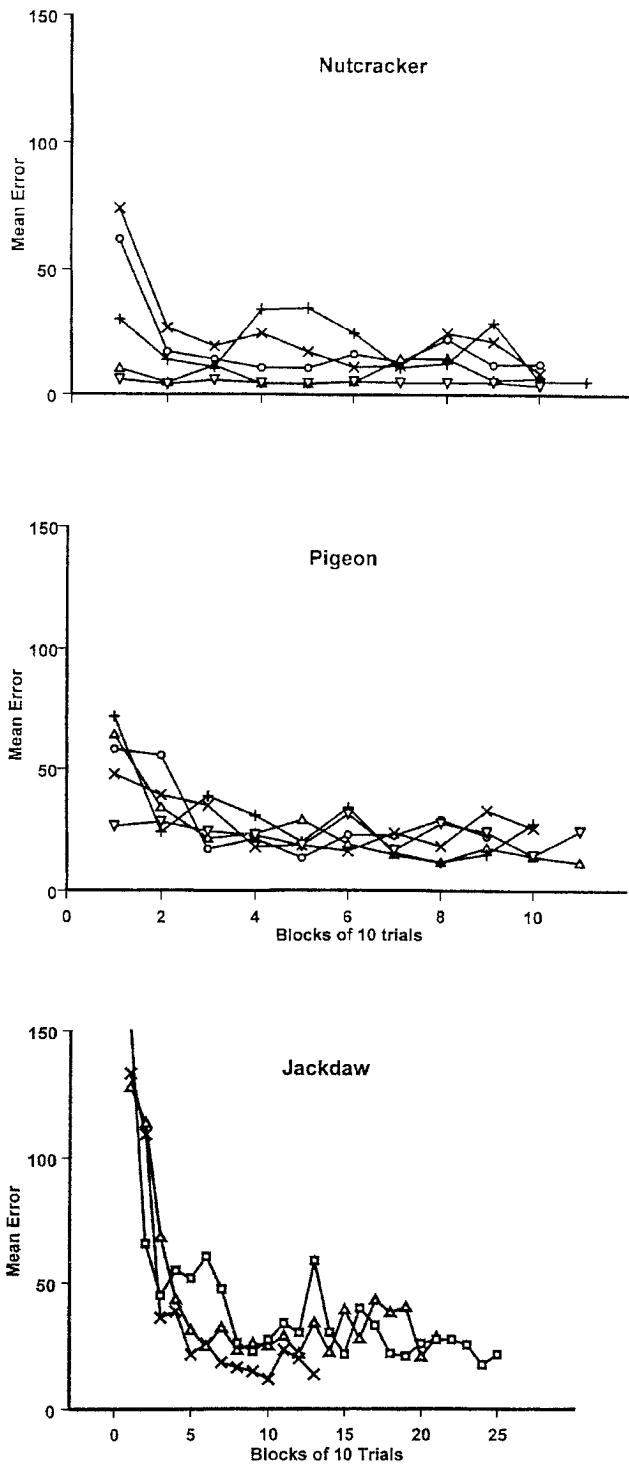 Nutcracker
150
100
50
0
Mean Error
Pigeon
150
100
50
0
Mean Error
0 2 4 6 8 10
Blocks of 10 trials
Jackdaw
150
100
50
0
Mean Error
0 5 10 15 20 25
Blocks of 10 Trials